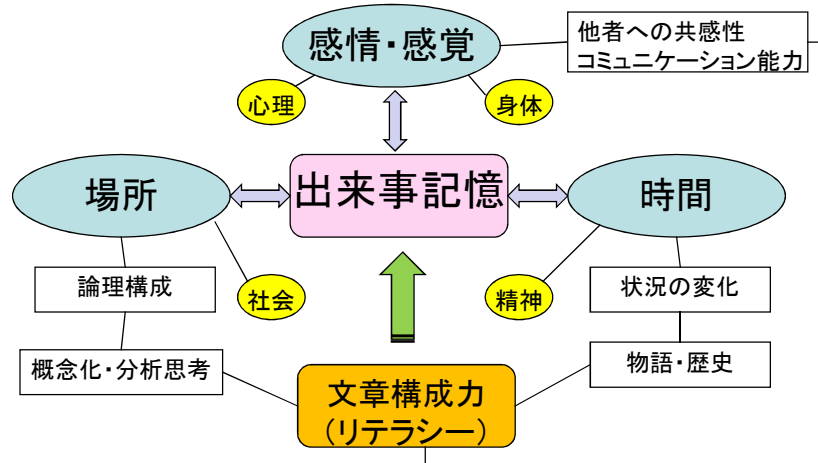 感情・感覚
他者への共感性
コミュニケーション能力
心理
身体
場所
出来事記憶
時間
論理構成
社会
精神
状況の変化
概念化・分析思考
物語・歴史
文章構成力
(リテラシー)